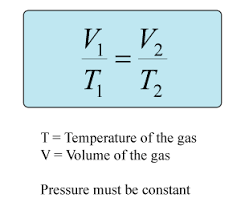 V₁/T₁ = V₂/T₂
T = Temperature of the gas
V = Volume of the gas
Pressure must be constant